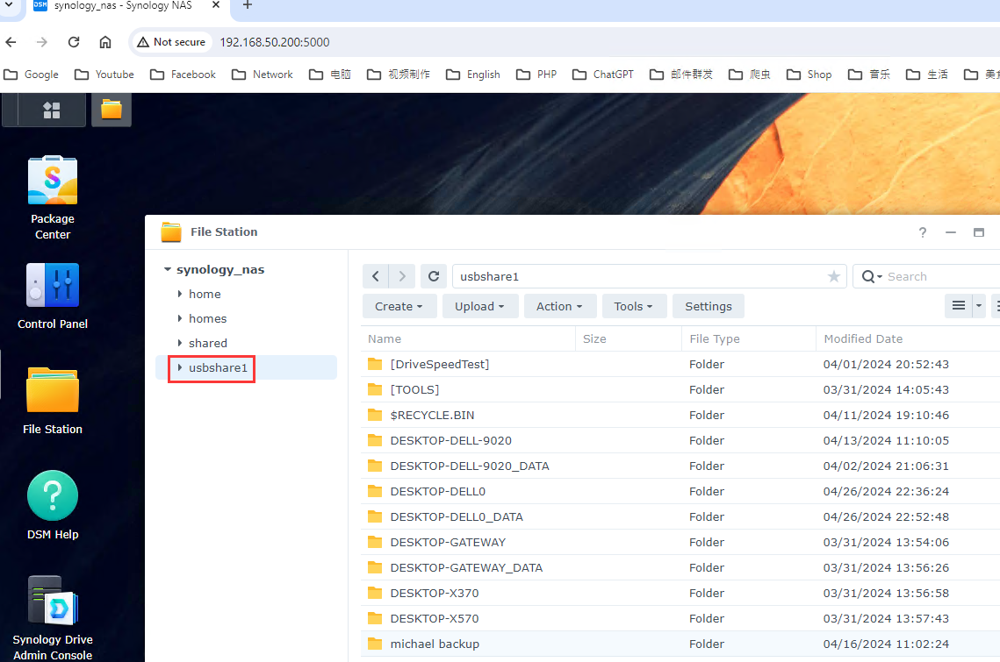 DSM synology_nas - Synology NAS
Not secure 192.168.50.200:5000
Google Youtube Facebook Network 电脑 视频制作 English PHP ChatGPT 邮件群发 爬虫 Shop 音乐 生活
Package
Center
Control Panel
File Station
DSM Help
Synology Drive
Admin Console
File Station
synology_nas
home
homes
shared
usbshare1
usbshare1 Search
Create Upload Action Tools Settings
Name Size File Type Modified Date
[DriveSpeedTest] Folder 04/01/2024 20:52:43
[TOOLS] Folder 03/31/2024 14:05:43
$RECYCLE.BIN Folder 04/11/2024 19:10:46
DESKTOP-DELL-9020 Folder 04/13/2024 11:10:05
DESKTOP-DELL-9020_DATA Folder 04/02/2024 21:06:31
DESKTOP-DELL0 Folder 04/26/2024 22:36:24
DESKTOP-DELL0_DATA Folder 04/26/2024 22:52:48
DESKTOP-GATEWAY Folder 03/31/2024 13:54:06
DESKTOP-GATEWAY_DATA Folder 03/31/2024 13:56:26
DESKTOP-X370 Folder 03/31/2024 13:56:58
DESKTOP-X570 Folder 03/31/2024 13:57:43
michael backup Folder 04/16/2024 11:02:24